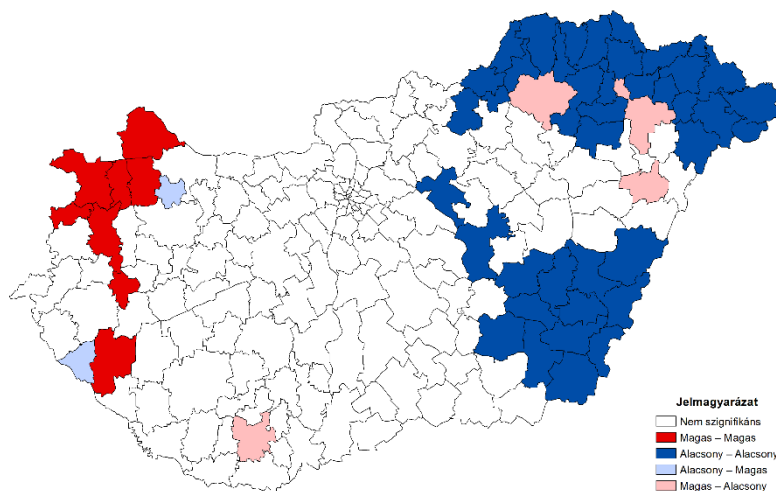 Jelmagyarázat
Nem szignifikáns
Magas – Magas
Alacsony – Alacsony
Alacsony – Magas
Magas – Alacsony